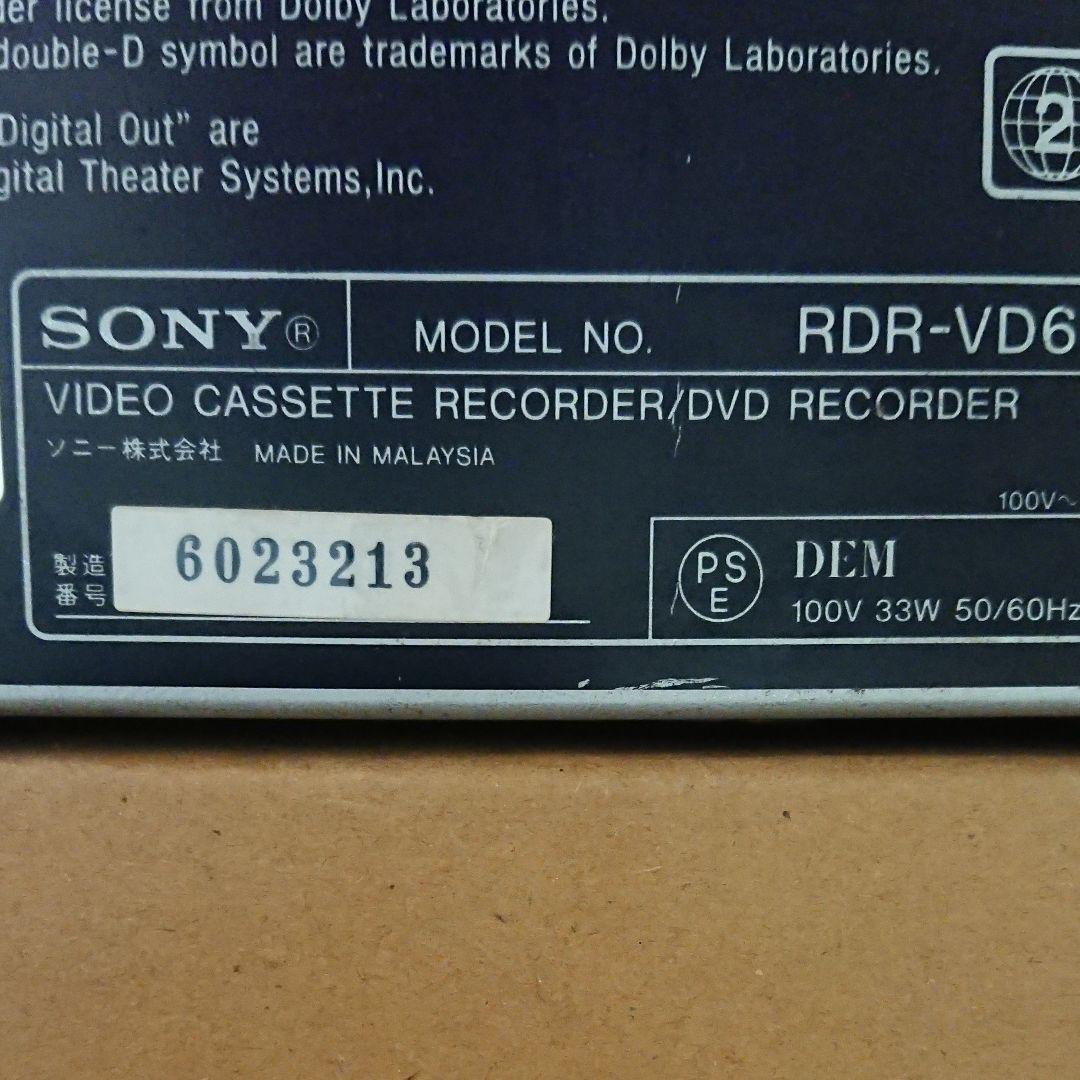 der license from Dolby Laboratories.
double-D symbol are trademarks of Dolby Laboratories.
Digital Out" are
gital Theater Systems,Inc.
2
SONY® MODEL NO. RDR-VD6
VIDEO CASSETTE RECORDER/DVD RECORDER
ソニー株式会社 MADE IN MALAYSIA
100V~
製造番号 6023213
PSE DEM
100V 33W 50/60Hz